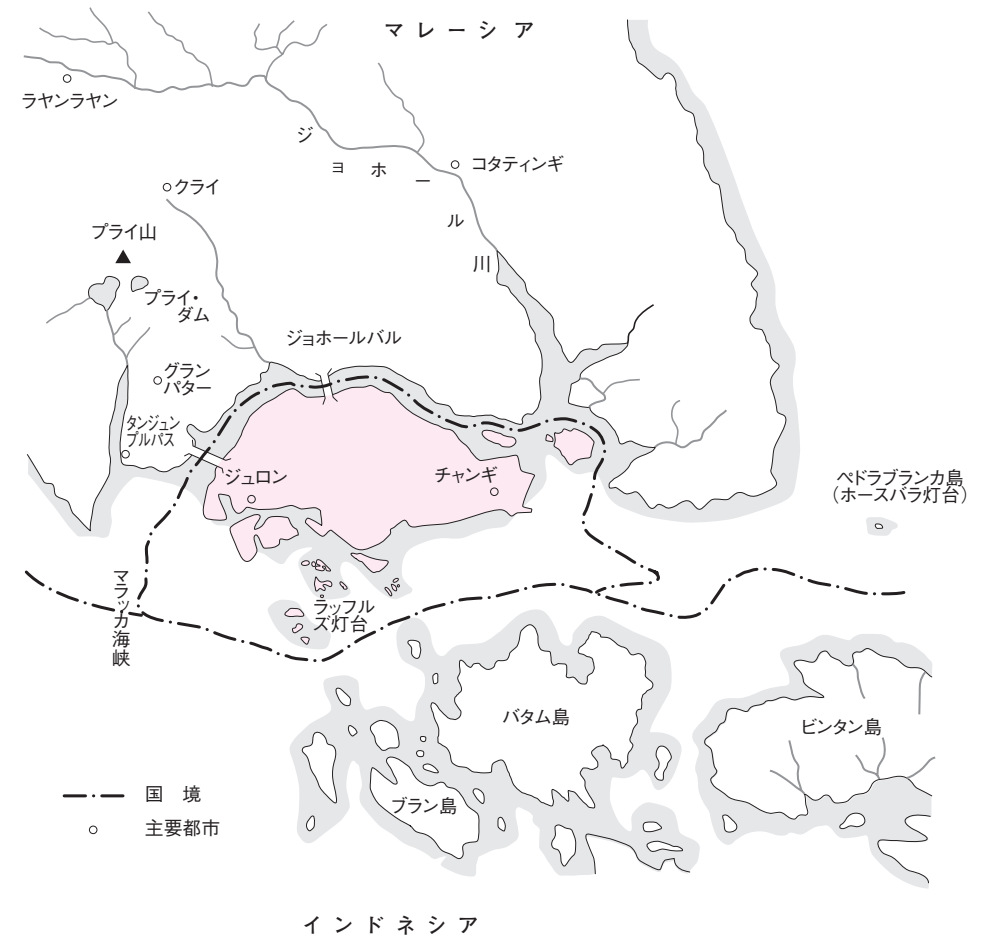 マレーシア
ラヤンラヤン
ジョホール川
コタティンギ
クライ
プライ山
プライ・
ダム
ジョホールバル
グラン
パター
タンジュン
プルパス
ジュロン
チャンギ
ペドラブランカ島
（ホースバラ灯台）
マラッカ海峡
ラッフル
ズ灯台
バタム島
ビンタン島
ブラン島
国　境
主要都市
インドネシア